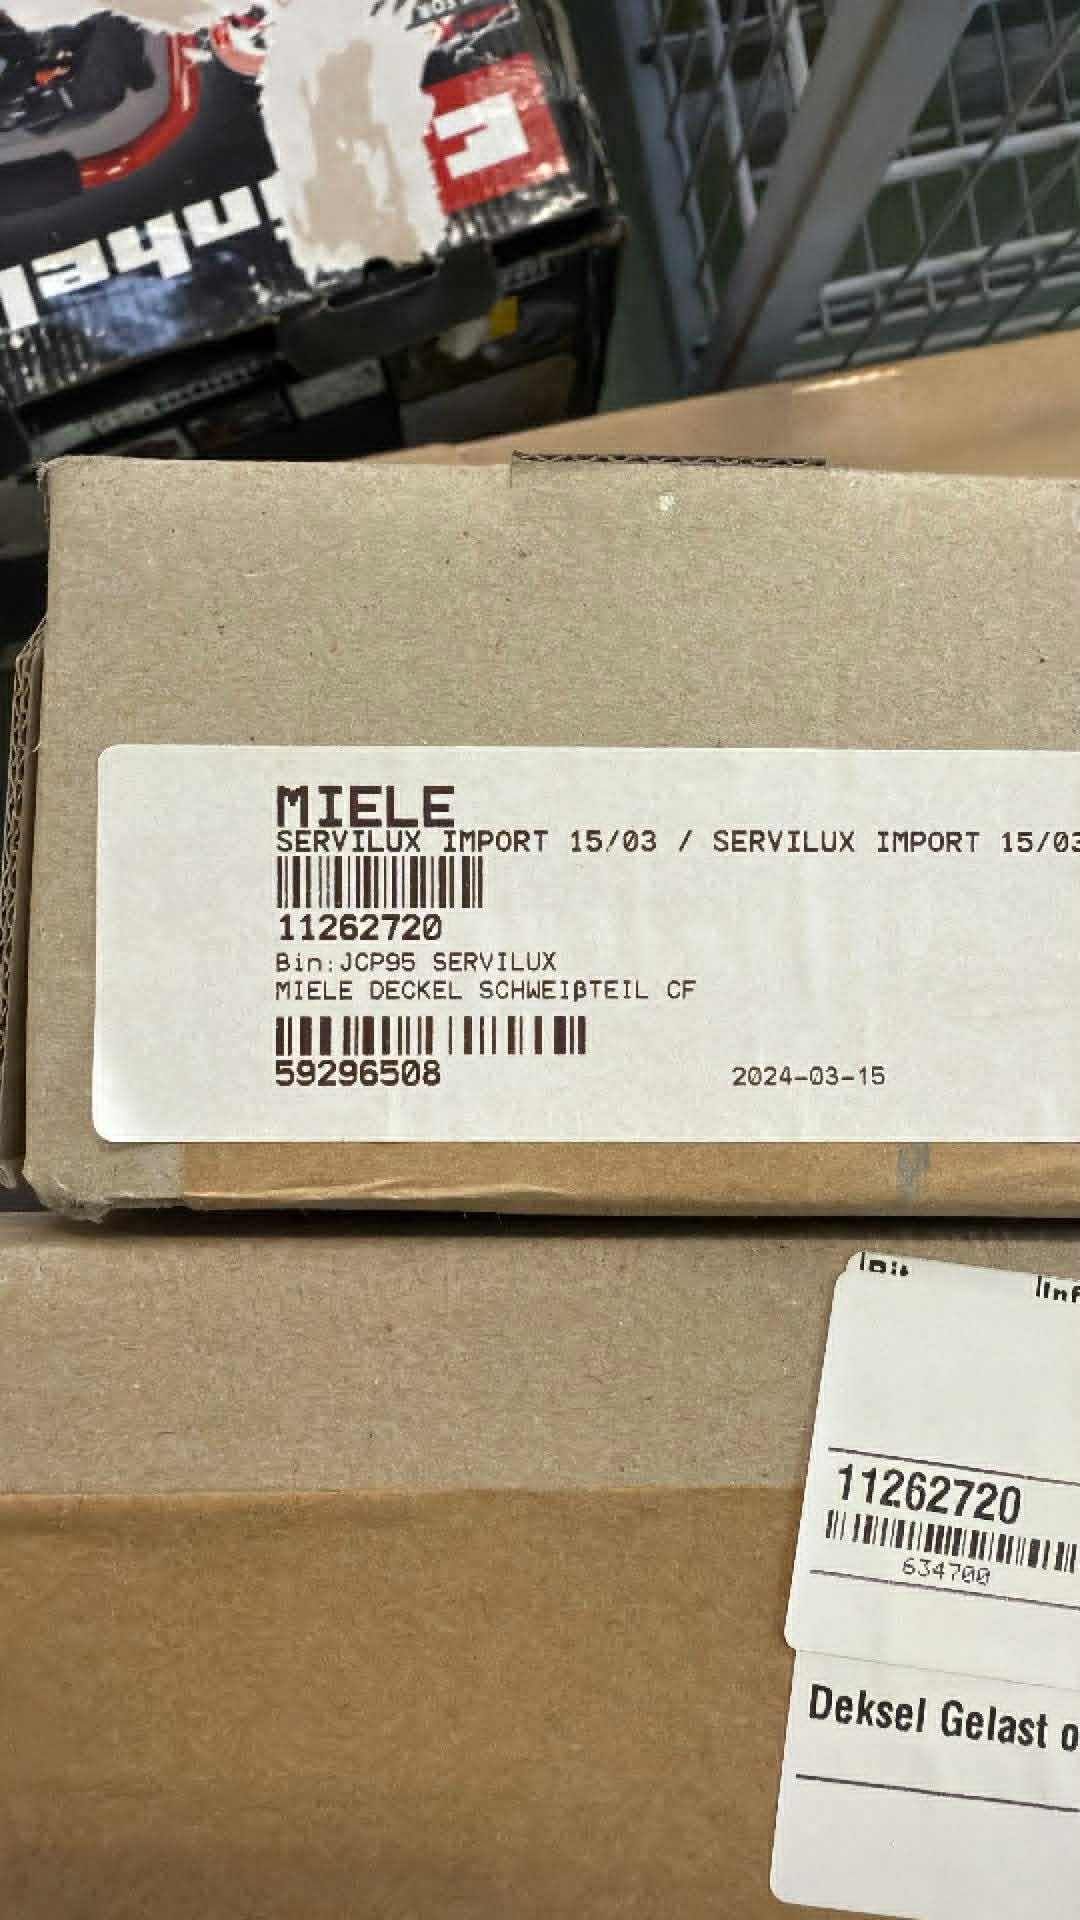 MIELE
SERVILUX IMPORT 15/03 / SERVILUX IMPORT 15/03
11262720
Bin:JCP95 SERVILUX
MIELE DECKEL SCHWEIβTEIL CF
59296508
2024-03-15
11262720
634700
Deksel Gelast o